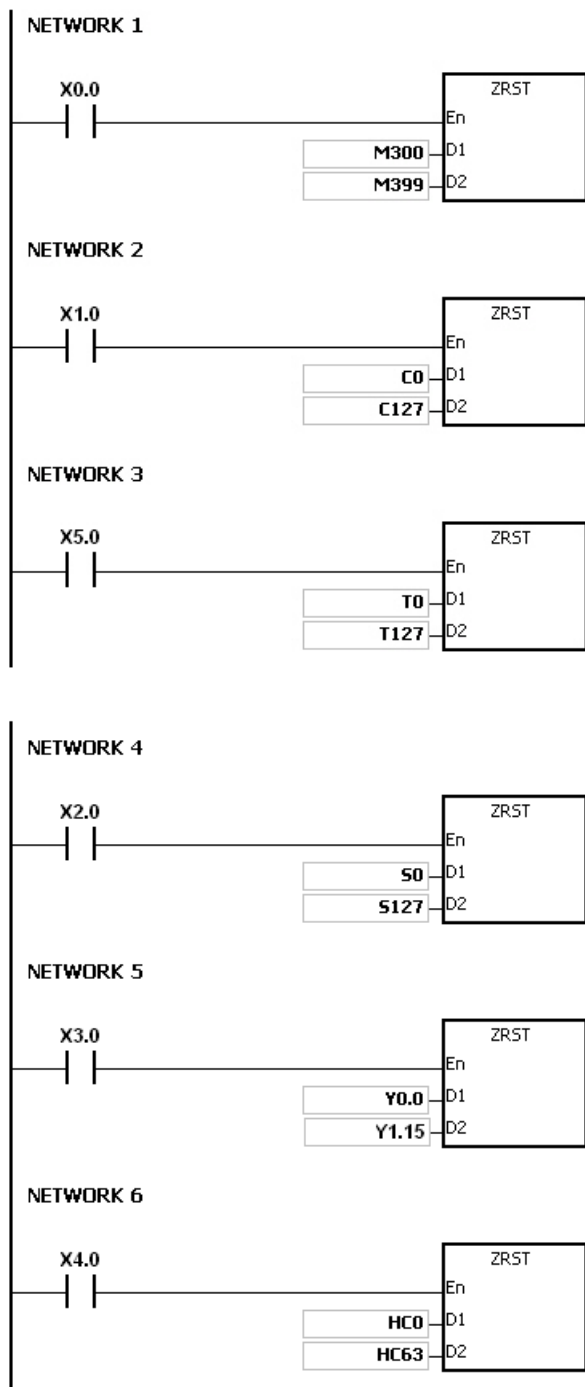 NETWORK 1
X0.0
ZRST
En
M300 D1
M399 D2
NETWORK 2
X1.0
ZRST
En
C0 D1
C127 D2
NETWORK 3
X5.0
ZRST
En
T0 D1
T127 D2
NETWORK 4
X2.0
ZRST
En
S0 D1
S127 D2
NETWORK 5
X3.0
ZRST
En
Y0.0 D1
Y1.15 D2
NETWORK 6
X4.0
ZRST
En
HC0 D1
HC63 D2